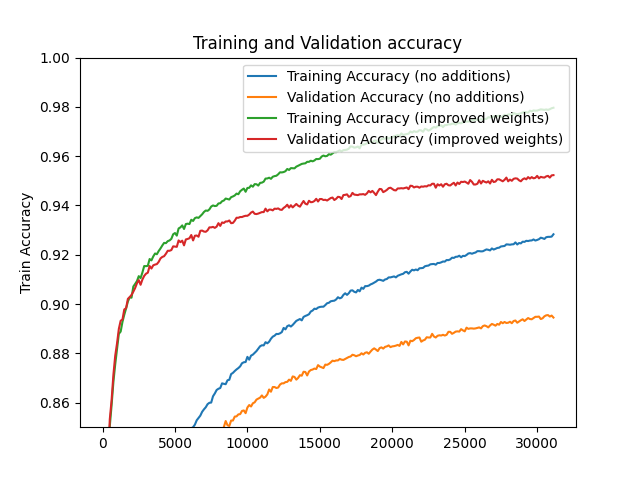 Training and Validation accuracy
Train Accuracy
1.00
0.98
0.96
0.94
0.92
0.90
0.88
0.86
Training Accuracy (no additions)
Validation Accuracy (no additions)
Training Accuracy (improved weights)
Validation Accuracy (improved weights)
0 5000 10000 15000 20000 25000 30000